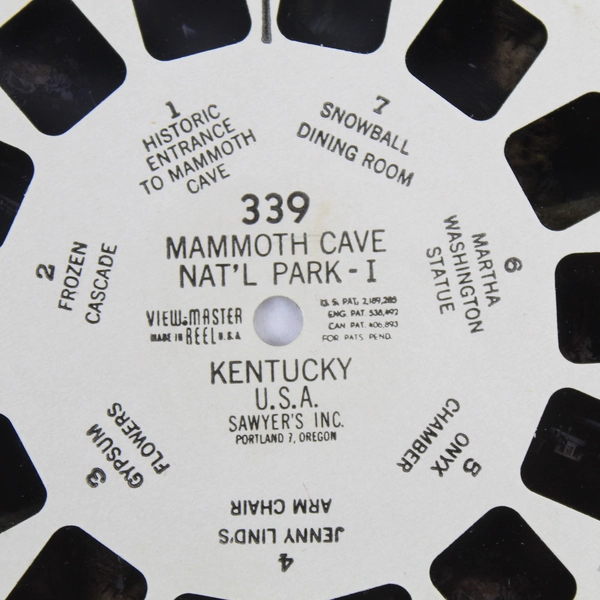 339
MAMMOTH CAVE
NAT'L PARK - I
VIEW-MASTER
MADE IN REEL U.S.A.
U.S. PAT. 2,189,285
ENG. PAT. 538,892
CAN. PAT. 406,893
FOR. PATS. PEND.
KENTUCKY
U.S.A.
SAWYER'S INC.
PORTLAND 7, OREGON
1
HISTORIC
ENTRANCE
TO MAMMOTH
CAVE
2
FROZEN
CASCADE
3
GYPSUM
FLOWERS
4
JENNY LIND'S
ARM CHAIR
5
ONYX
CHAMBER
6
MARTHA
WASHINGTON
STATUE
7
SNOWBALL
DINING ROOM